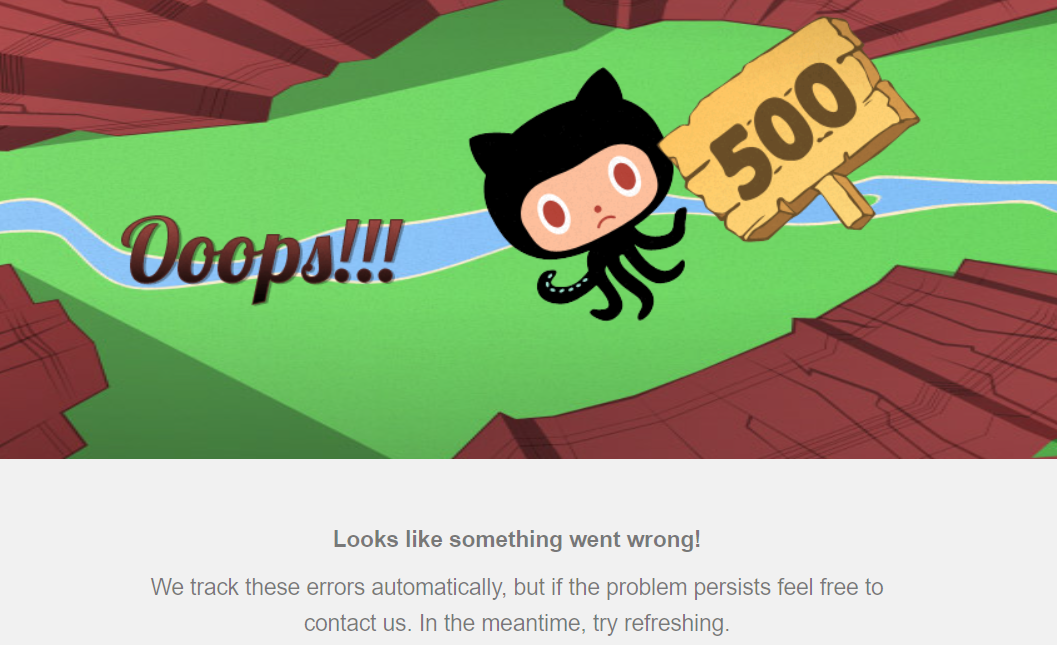 500
Ooops!!!
Looks like something went wrong!
We track these errors automatically, but if the problem persists feel free to
contact us. In the meantime, try refreshing.